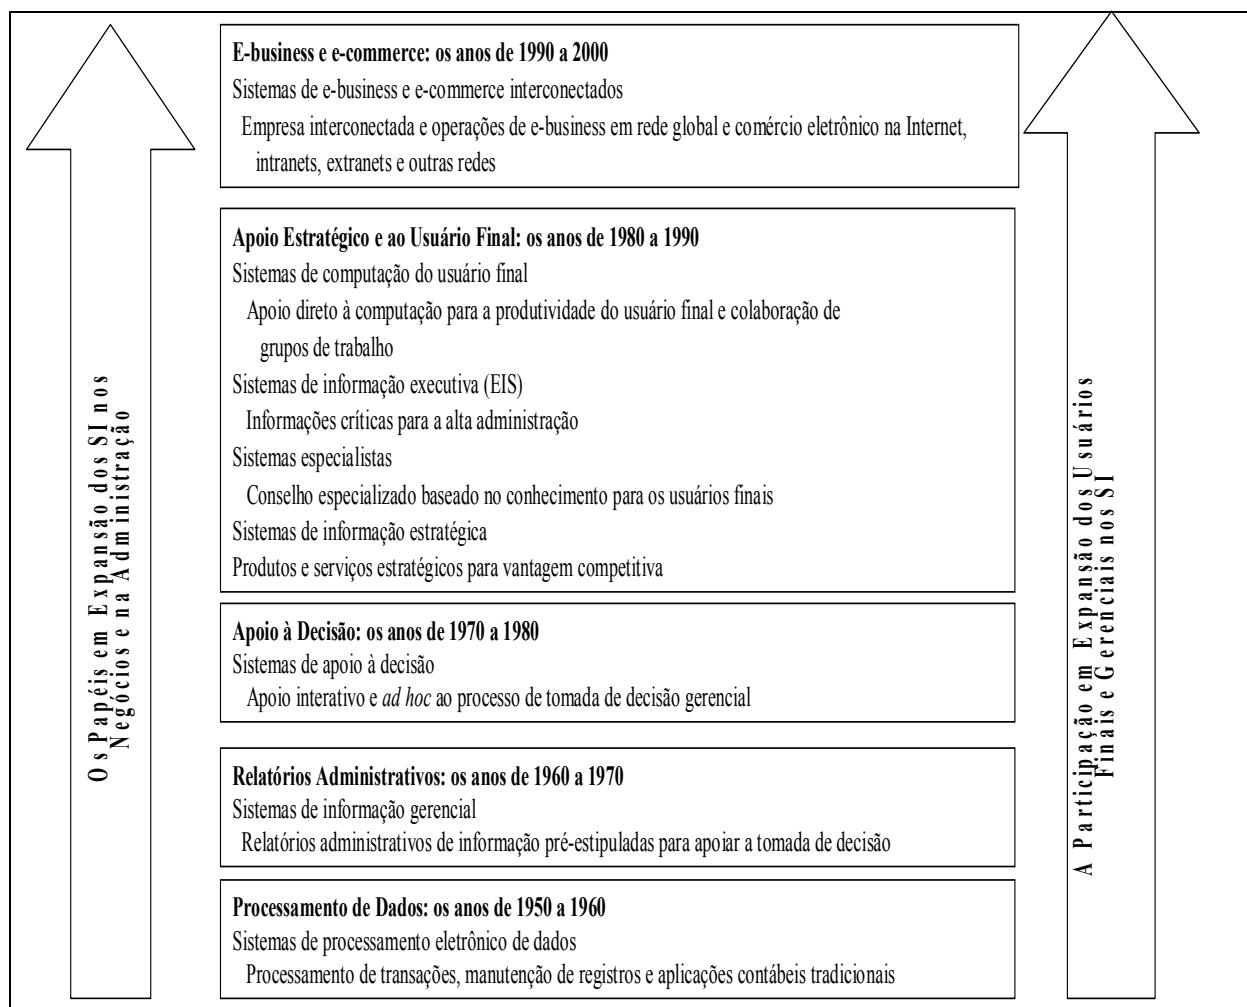 E-business e e-commerce: os anos de 1990 a 2000
Sistemas de e-business e e-commerce interconectados
Empresa interconectada e operações de e-business em rede global e comércio eletrônico na Internet,
intranets, extranets e outras redes
Apoio Estratégico e ao Usuário Final: os anos de 1980 a 1990
Sistemas de computação do usuário final
Apoio direto à computação para a produtividade do usuário final e colaboração de
grupos de trabalho
Sistemas de informação executiva (EIS)
Informações críticas para a alta administração
Sistemas especialistas
Conselho especializado baseado no conhecimento para os usuários finais
Sistemas de informação estratégica
Produtos e serviços estratégicos para vantagem competitiva
Apoio à Decisão: os anos de 1970 a 1980
Sistemas de apoio à decisão
Apoio interativo e ad hoc ao processo de tomada de decisão gerencial
Relatórios Administrativos: os anos de 1960 a 1970
Sistemas de informação gerencial
Relatórios administrativos de informação pré-estipuladas para apoiar a tomada de decisão
Processamento de Dados: os anos de 1950 a 1960
Sistemas de processamento eletrônico de dados
Processamento de transações, manutenção de registros e aplicações contábeis tradicionais
Os Papéis em Expansão dos SI nos
Negócios e na Administração
A Participação em Expansão dos Usuários
Finais e Gerenciais nos SI